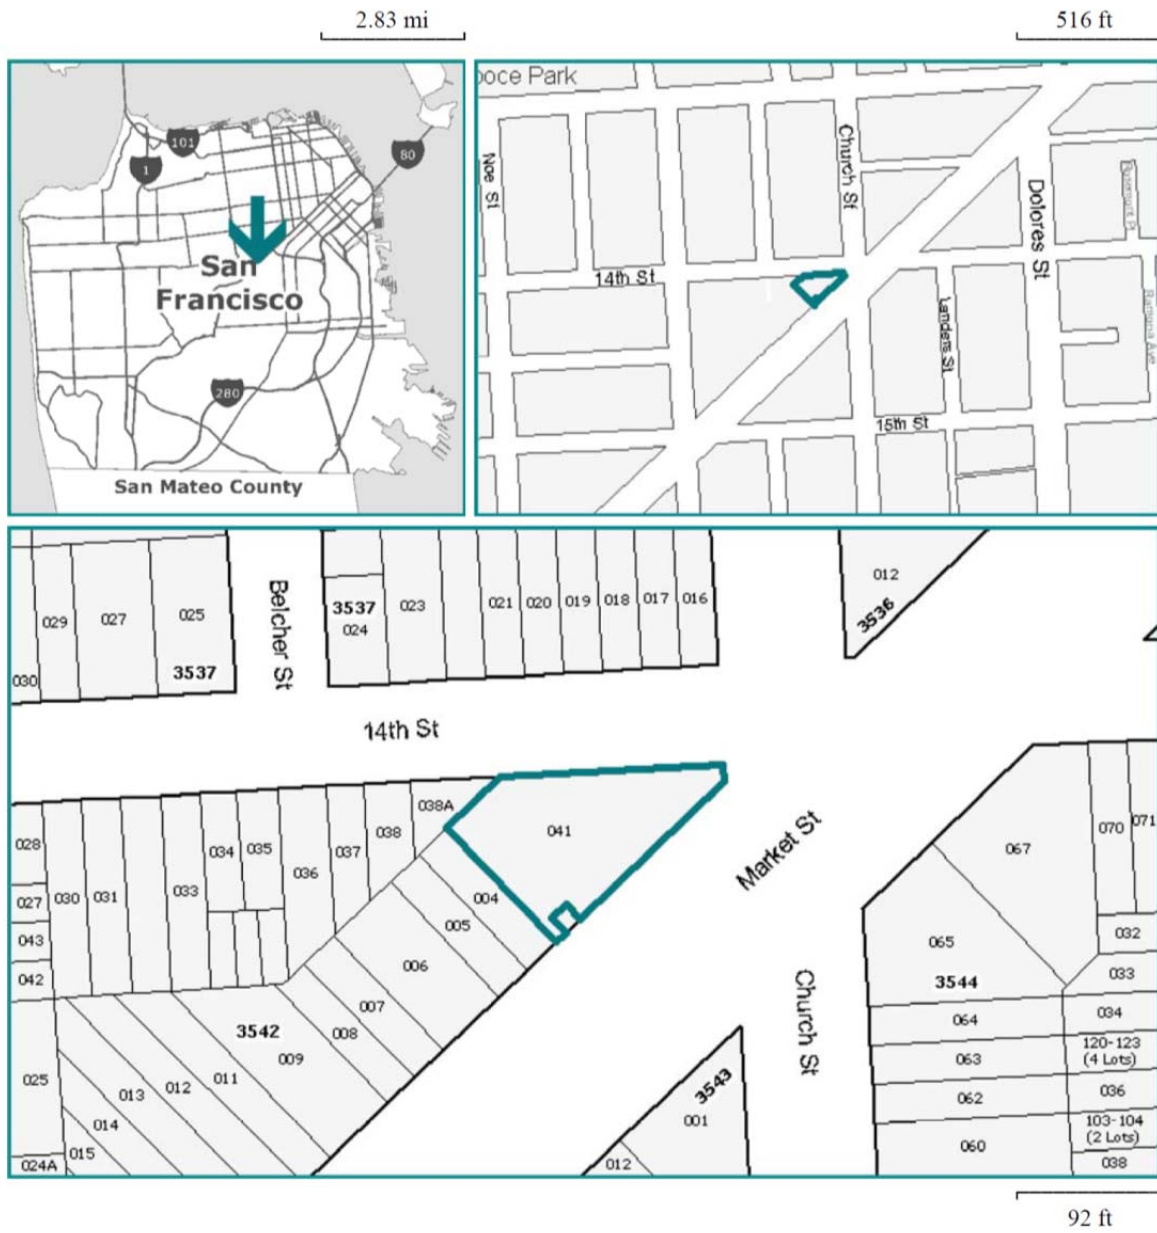 2.83 mi
516 ft
101
1
80
San
Francisco
280
San Mateo County
boce Park
Noe St
Church St
Dolores St
14th St
Landers St
15th St
Rosemont Pl
Ramona Ave
029
027
025
030
3537
Belcher St
3537
024
023
021
020
019
018
017
016
012
3536
14th St
028
027
043
042
030
031
033
034
035
036
037
038
038A
041
004
005
006
007
008
3542
009
011
012
013
014
015
025
024A
Market St
Church St
3543
001
012
067
070
071
065
3544
032
033
064
034
063
120-123
(4 Lots)
062
036
060
103-104
(2 Lots)
038
92 ft